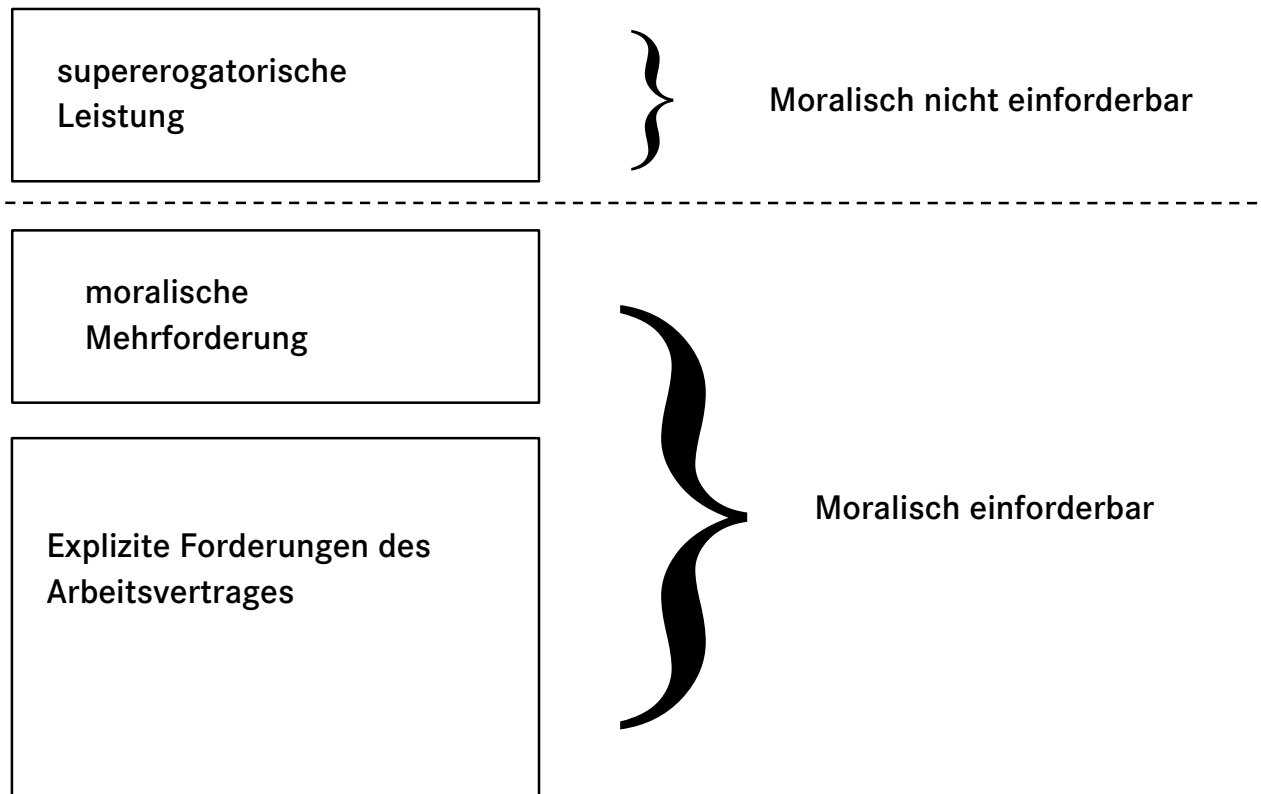 supererogatorische
Leistung
Moralisch nicht einforderbar
moralische
Mehrforderung
Moralisch einforderbar
Explizite Forderungen des
Arbeitsvertrages